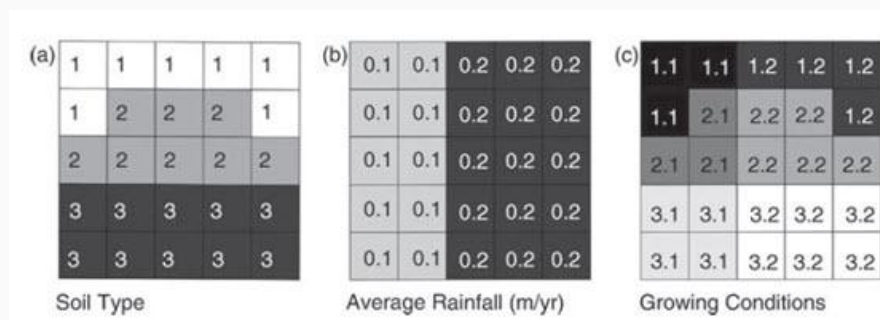 (a) 1 1 1 1 1 (b) 0.1 0.1 0.2 0.2 0.2 (c) 1.1 1.1 1.2 1.2 1.2
1 2 2 2 1 0.1 0.1 0.2 0.2 0.2 1.1 2.1 2.2 2.2 1.2
2 2 2 2 2 0.1 0.1 0.2 0.2 0.2 2.1 2.1 2.2 2.2 2.2
3 3 3 3 3 0.1 0.1 0.2 0.2 0.2 3.1 3.1 3.2 3.2 3.2
3 3 3 3 3 0.1 0.1 0.2 0.2 0.2 3.1 3.1 3.2 3.2 3.2
Soil Type Average Rainfall (m/yr) Growing Conditions